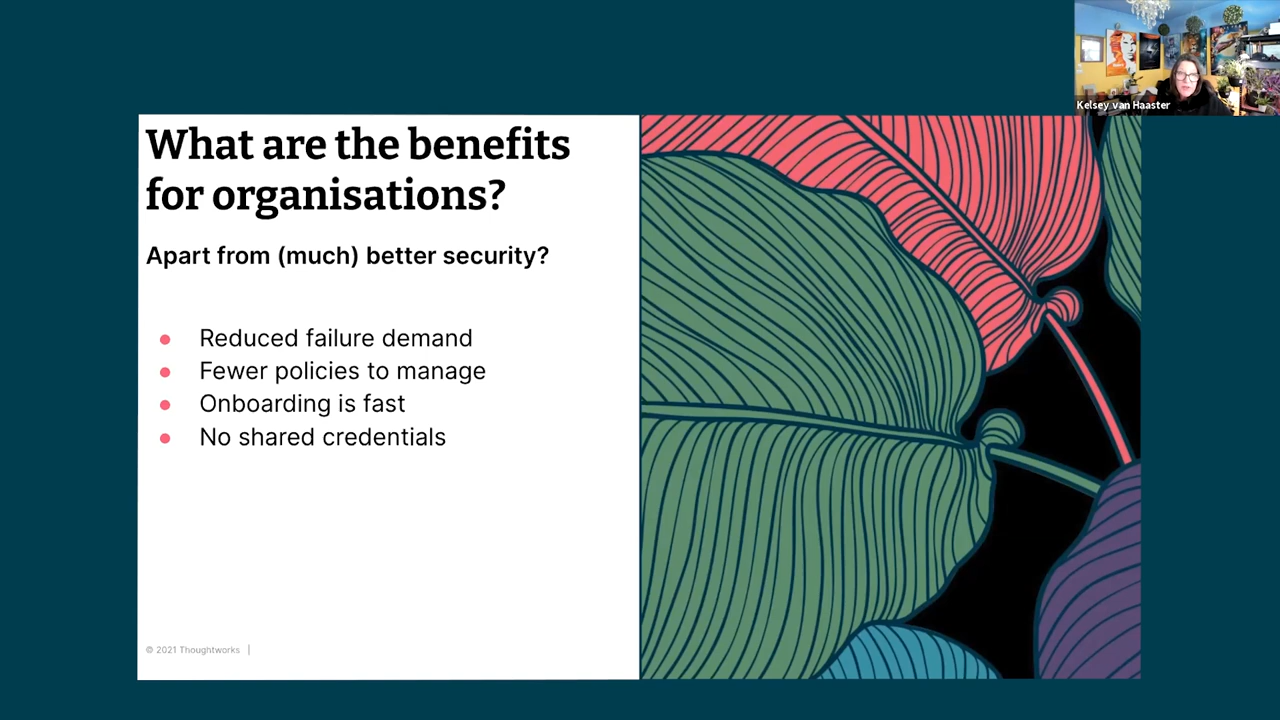 Kelsey van Haaster
What are the benefits
for organisations?
Apart from (much) better security?
● Reduced failure demand
● Fewer policies to manage
● Onboarding is fast
● No shared credentials
© 2021 Thoughtworks |